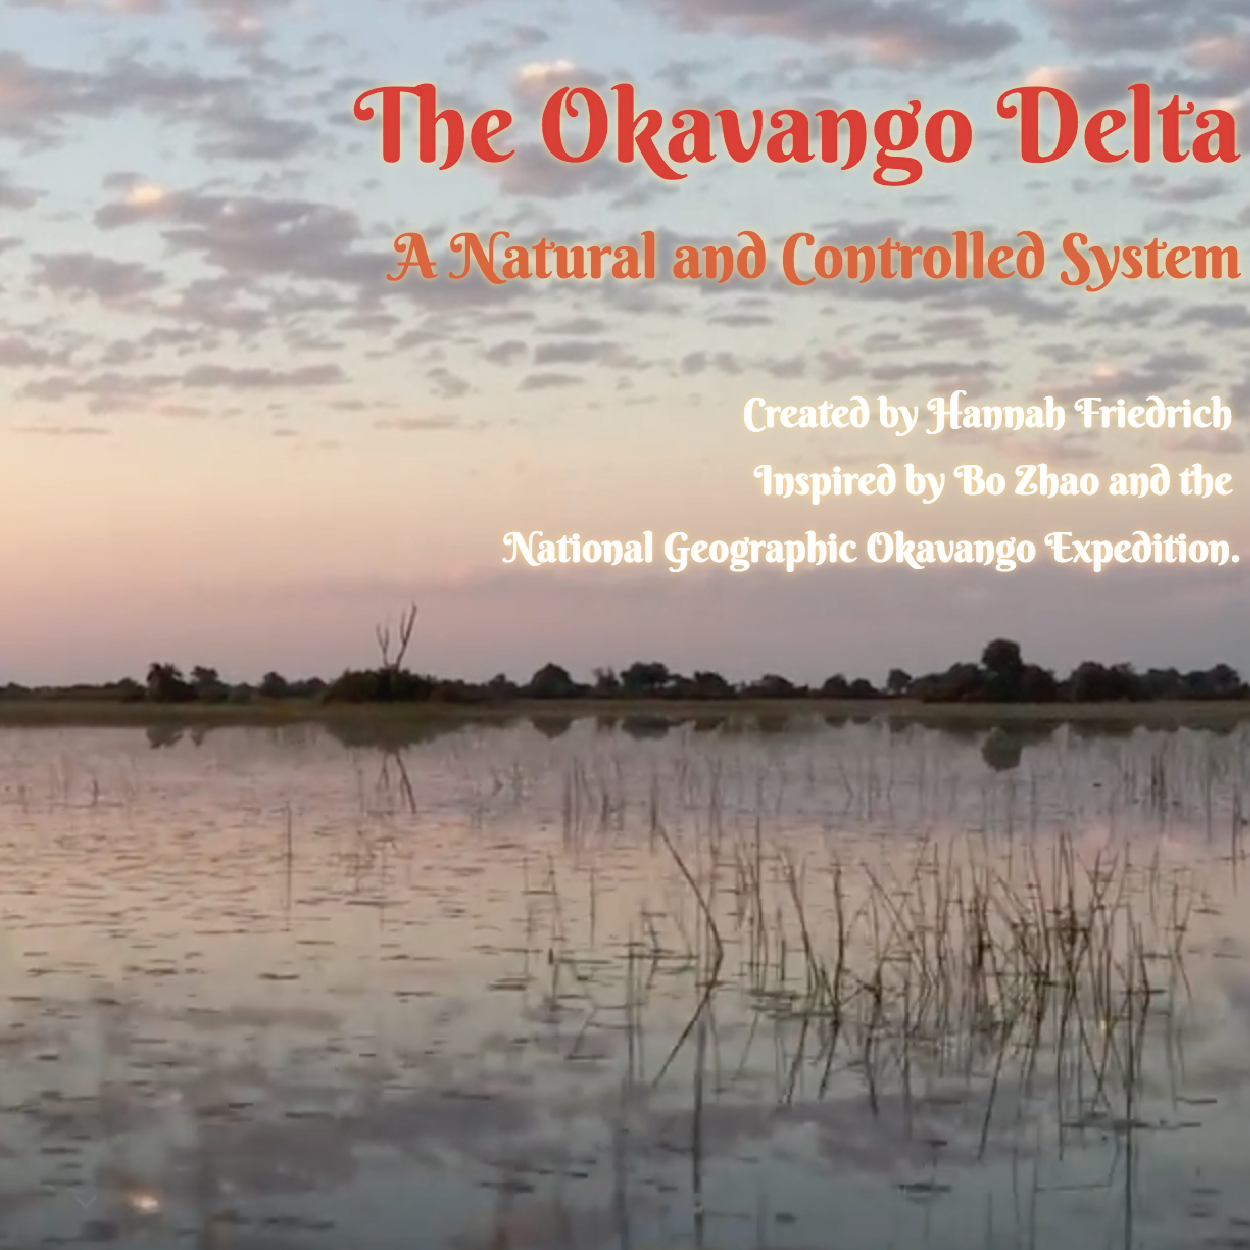 The Okavango Delta
A Natural and Controlled System
Created by Hannah Friedrich
Inspired by Bo Zhao and the
National Geographic Okavango Expedition.